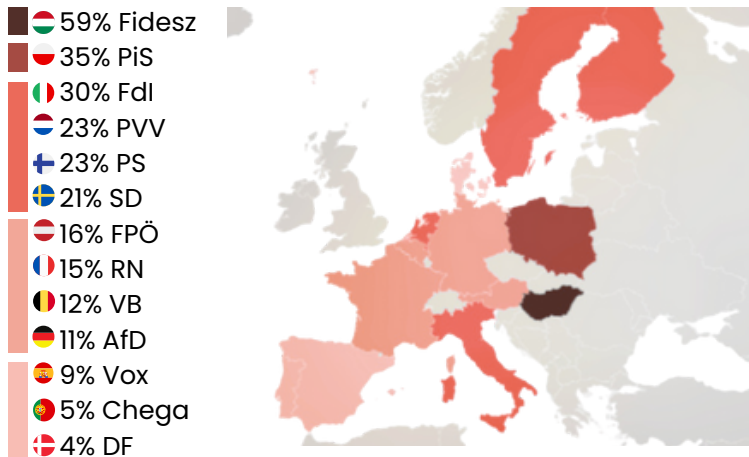 59% Fidesz
35% PiS
30% FdI
23% PVV
23% PS
21% SD
16% FPÖ
15% RN
12% VB
11% AfD
9% Vox
5% Chega
4% DF